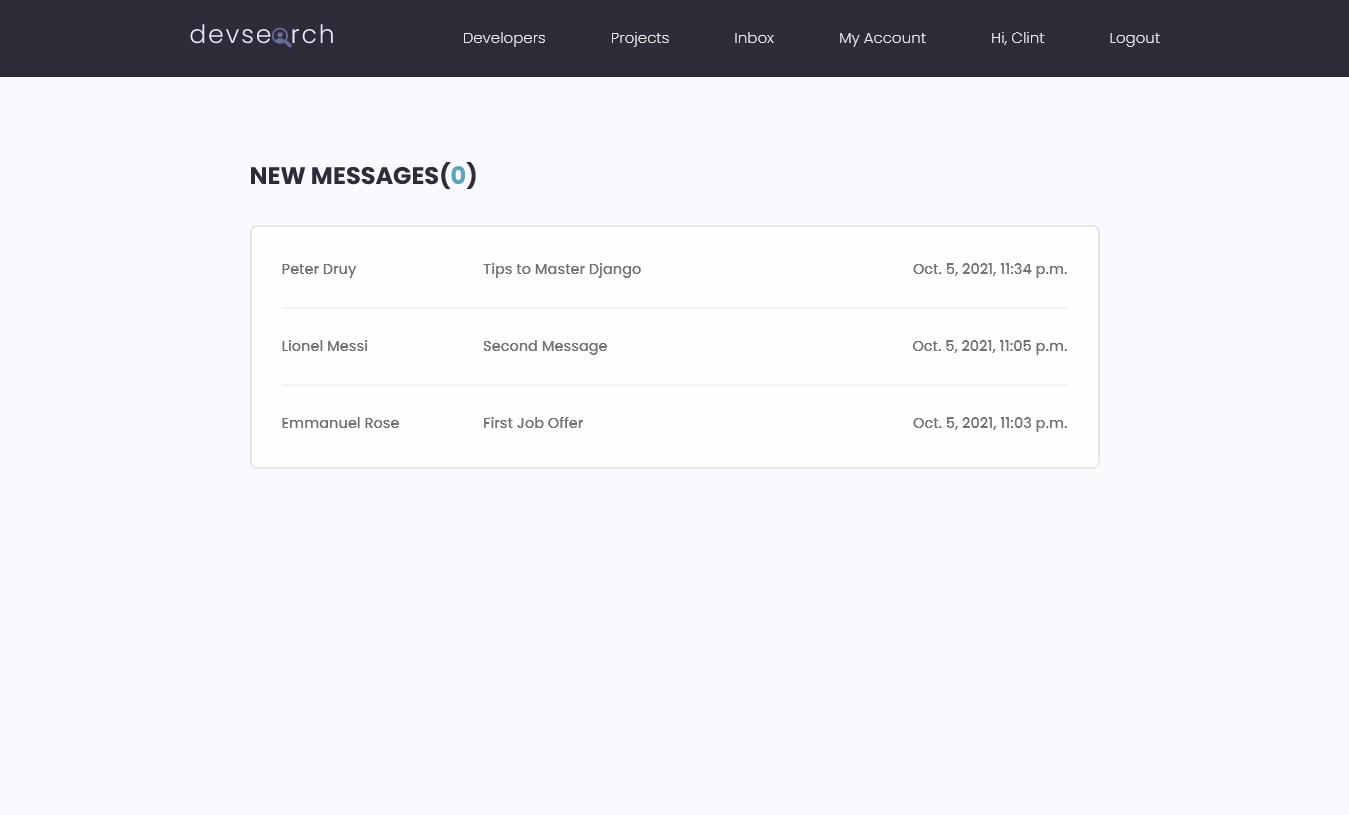 devsearch Developers Projects Inbox My Account Hi, Clint Logout
NEW MESSAGES(0)
Peter Druy Tips to Master Django Oct. 5, 2021, 11:34 p.m.
Lionel Messi Second Message Oct. 5, 2021, 11:05 p.m.
Emmanuel Rose First Job Offer Oct. 5, 2021, 11:03 p.m.